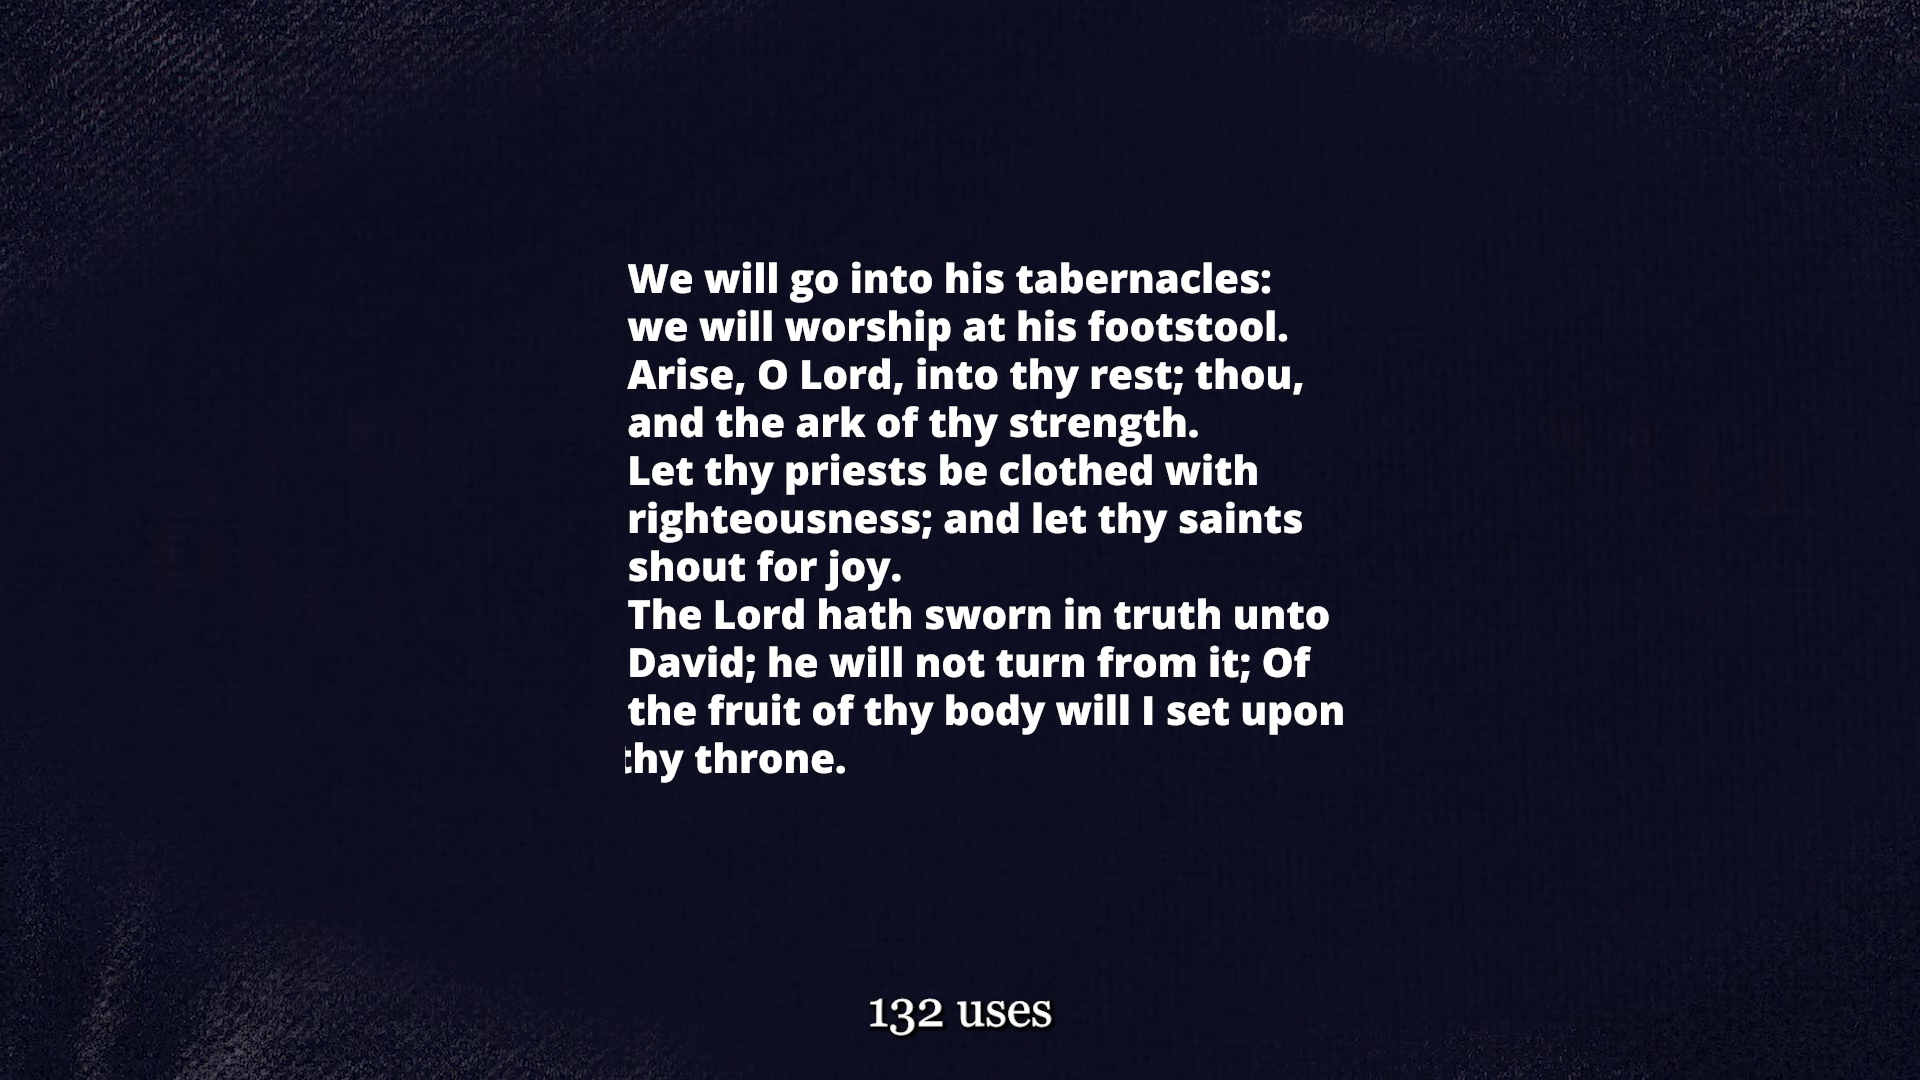 We will go into his tabernacles:
we will worship at his footstool.
Arise, O Lord, into thy rest; thou,
and the ark of thy strength.
Let thy priests be clothed with
righteousness; and let thy saints
shout for joy.
The Lord hath sworn in truth unto
David; he will not turn from it; Of
the fruit of thy body will I set upon
thy throne.
132 uses